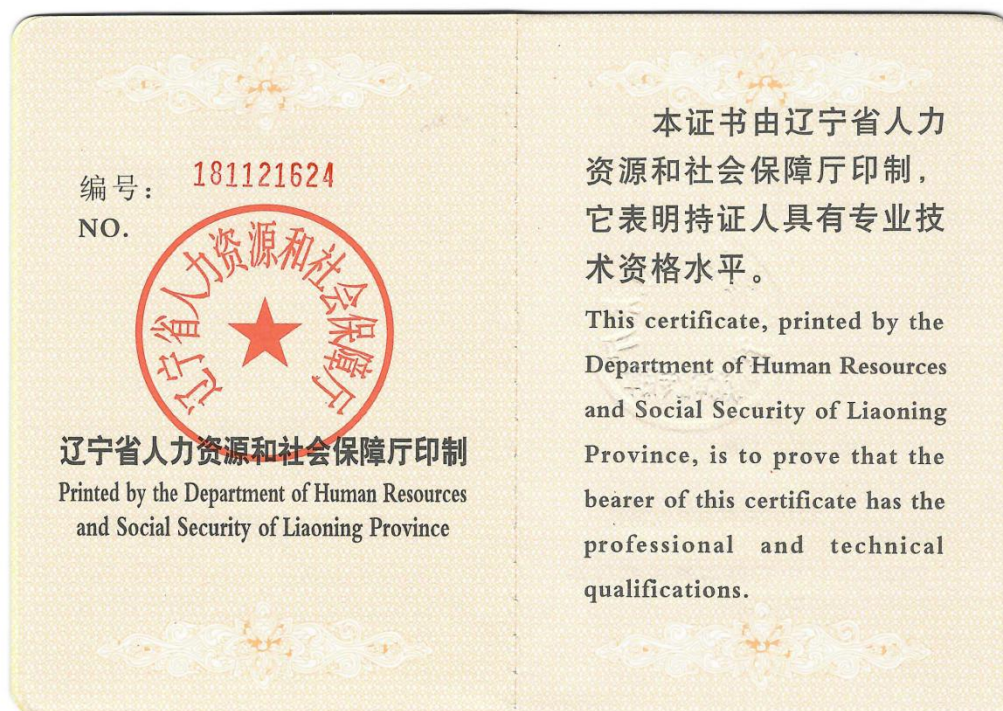 编号: 181121624
NO.
辽宁省人力资源和社会保障厅
辽宁省人力资源和社会保障厅印制
Printed by the Department of Human Resources
and Social Security of Liaoning Province
本证书由辽宁省人力
资源和社会保障厅印制，
它表明持证人具有专业技
术资格水平。
This certificate, printed by the
Department of Human Resources
and Social Security of Liaoning
Province, is to prove that the
bearer of this certificate has the
professional and technical
qualifications.